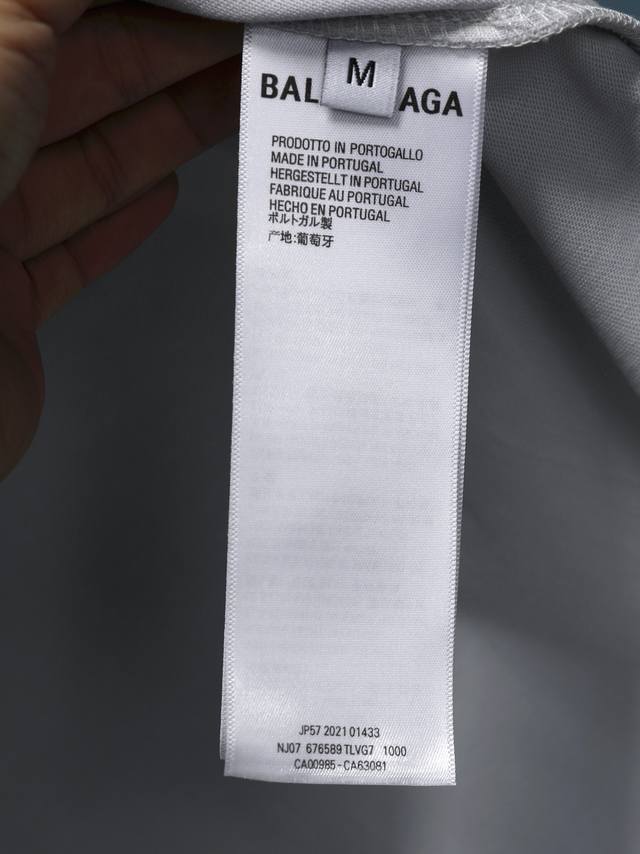 M
BAL AGA
PRODOTTO IN PORTOGALLO
MADE IN PORTUGAL
HERGESTELLT IN PORTUGAL
FABRIQUE AU PORTUGAL
HECHO EN PORTUGAL
ポルトガル製
产地:葡萄牙
JP57 2021 01433
NJ07 676589 TLVG7 1000
CA00985-CA63081